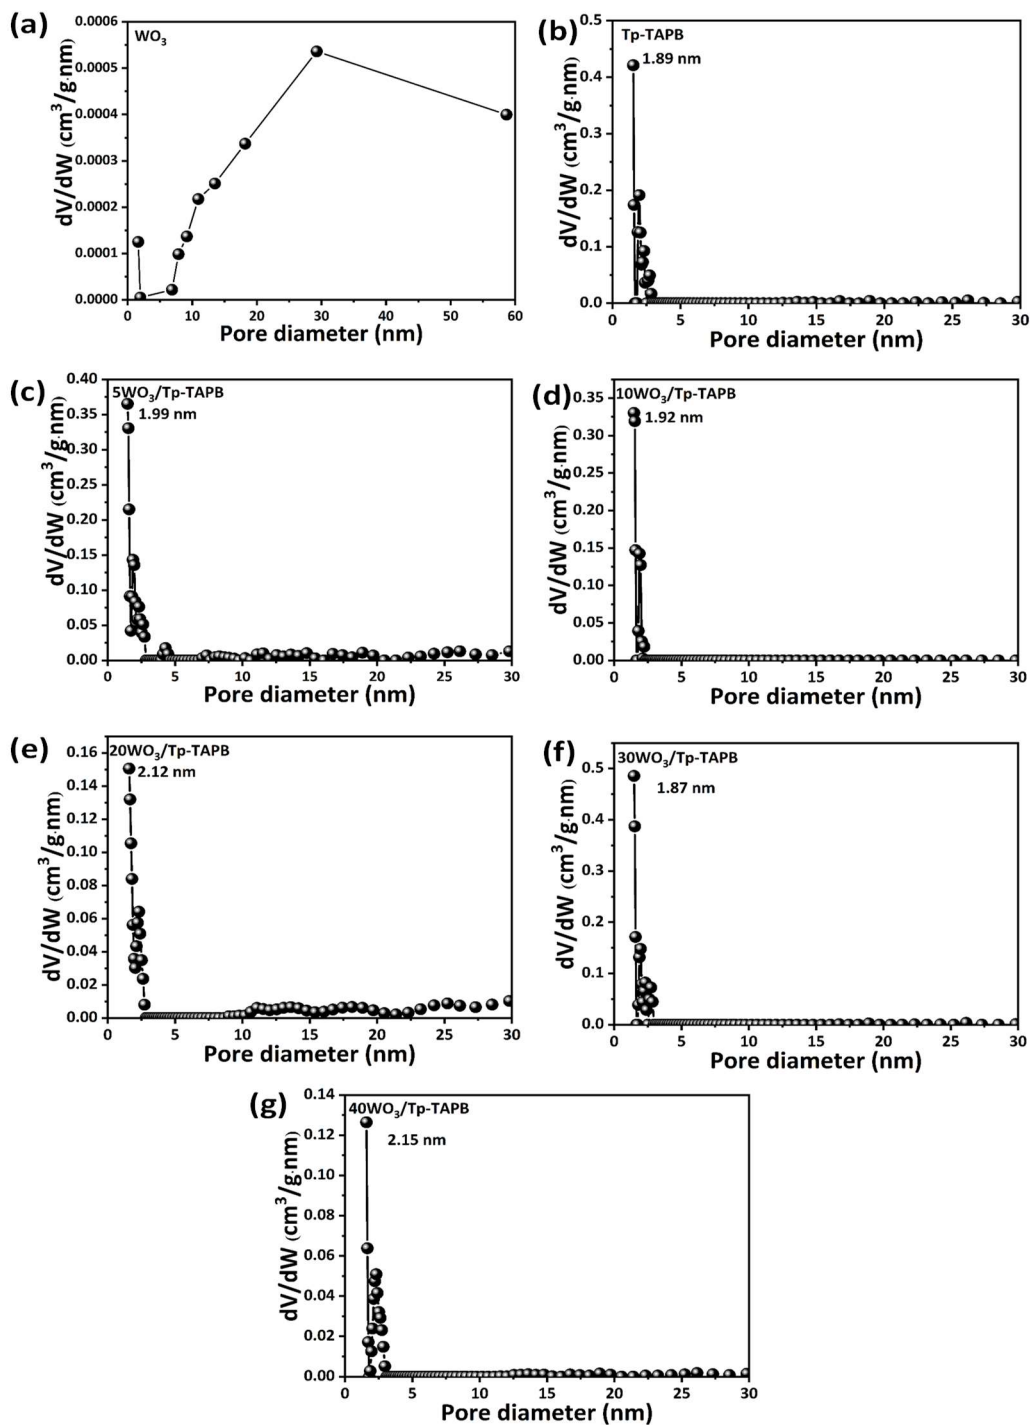 (a)
WO₃
dV/dW (cm³/g·nm)
0.0006
0.0005
0.0004
0.0003
0.0002
0.0001
0.0000
0 10 20 30 40 50 60
Pore diameter (nm)
(b)
Tp-TAPB
1.89 nm
dV/dW (cm³/g·nm)
0.5
0.4
0.3
0.2
0.1
0.0
0 5 10 15 20 25 30
Pore diameter (nm)
(c)
5WO₃/Tp-TAPB
1.99 nm
dV/dW (cm³/g·nm)
0.40
0.35
0.30
0.25
0.20
0.15
0.10
0.05
0.00
0 5 10 15 20 25 30
Pore diameter (nm)
(d)
10WO₃/Tp-TAPB
1.92 nm
dV/dW (cm³/g·nm)
0.35
0.30
0.25
0.20
0.15
0.10
0.05
0.00
0 5 10 15 20 25 30
Pore diameter (nm)
(e)
20WO₃/Tp-TAPB
2.12 nm
dV/dW (cm³/g·nm)
0.16
0.14
0.12
0.10
0.08
0.06
0.04
0.02
0.00
0 5 10 15 20 25 30
Pore diameter (nm)
(f)
30WO₃/Tp-TAPB
1.87 nm
dV/dW (cm³/g·nm)
0.5
0.4
0.3
0.2
0.1
0.0
0 5 10 15 20 25 30
Pore diameter (nm)
(g)
40WO₃/Tp-TAPB
2.15 nm
dV/dW (cm³/g·nm)
0.14
0.12
0.10
0.08
0.06
0.04
0.02
0.00
0 5 10 15 20 25 30
Pore diameter (nm)